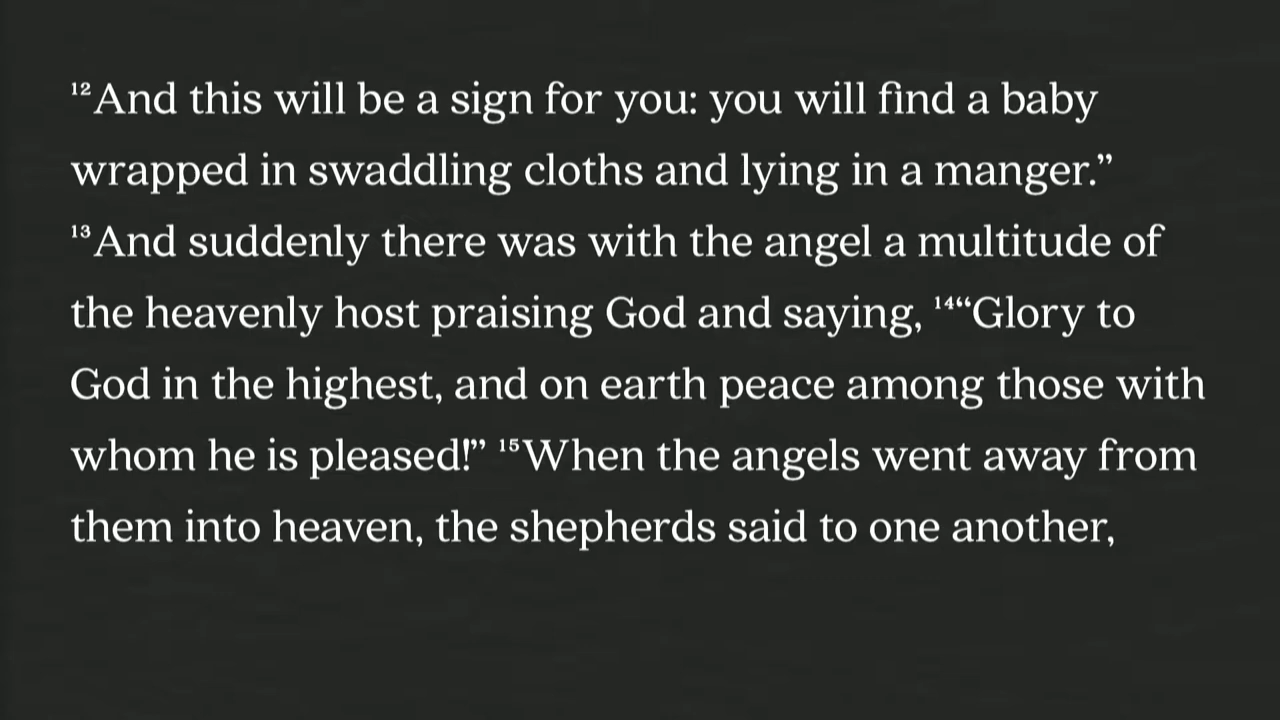 ¹²And this will be a sign for you: you will find a baby
wrapped in swaddling cloths and lying in a manger.”
¹³And suddenly there was with the angel a multitude of
the heavenly host praising God and saying, ¹⁴“Glory to
God in the highest, and on earth peace among those with
whom he is pleased!” ¹⁵When the angels went away from
them into heaven, the shepherds said to one another,